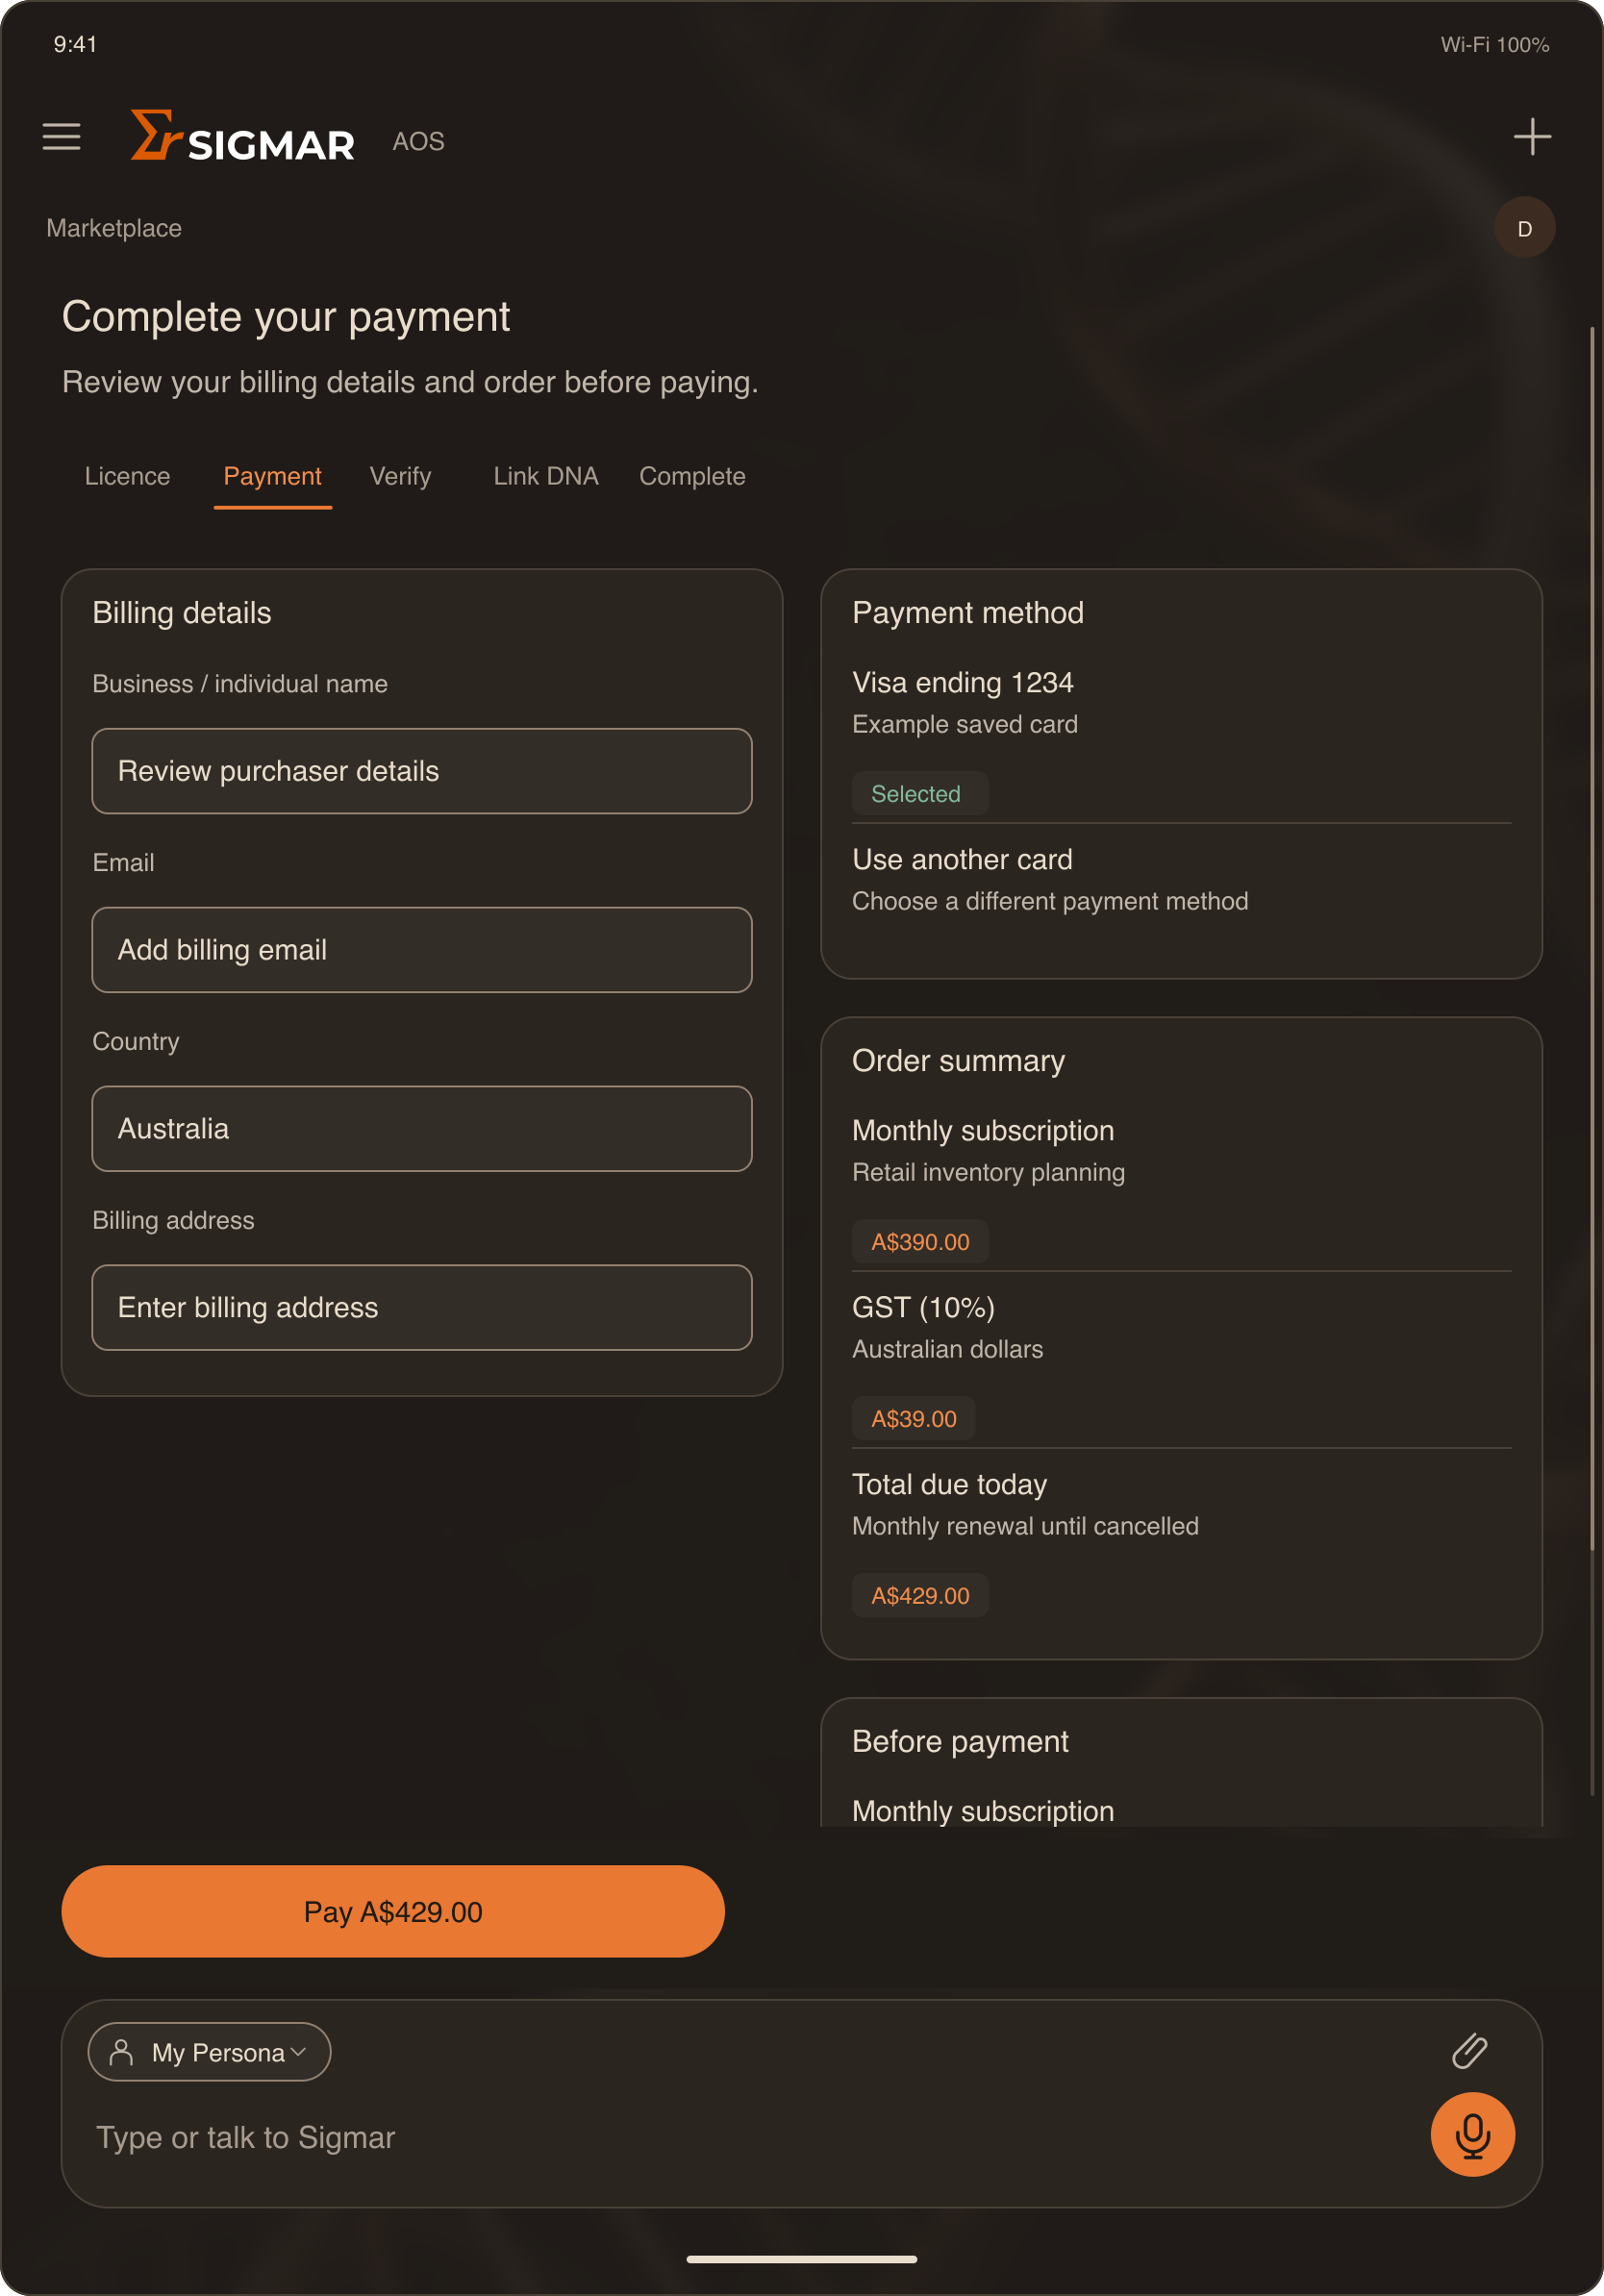 9:41
Wi-Fi 100%
Σr SIGMAR AOS
Marketplace
D
Complete your payment
Review your billing details and order before paying.
Licence Payment Verify Link DNA Complete
Billing details
Business / individual name
Review purchaser details
Email
Add billing email
Country
Australia
Billing address
Enter billing address
Payment method
Visa ending 1234
Example saved card
Selected
Use another card
Choose a different payment method
Order summary
Monthly subscription
Retail inventory planning
A$390.00
GST (10%)
Australian dollars
A$39.00
Total due today
Monthly renewal until cancelled
A$429.00
Before payment
Monthly subscription
Pay A$429.00
My Persona
Type or talk to Sigmar